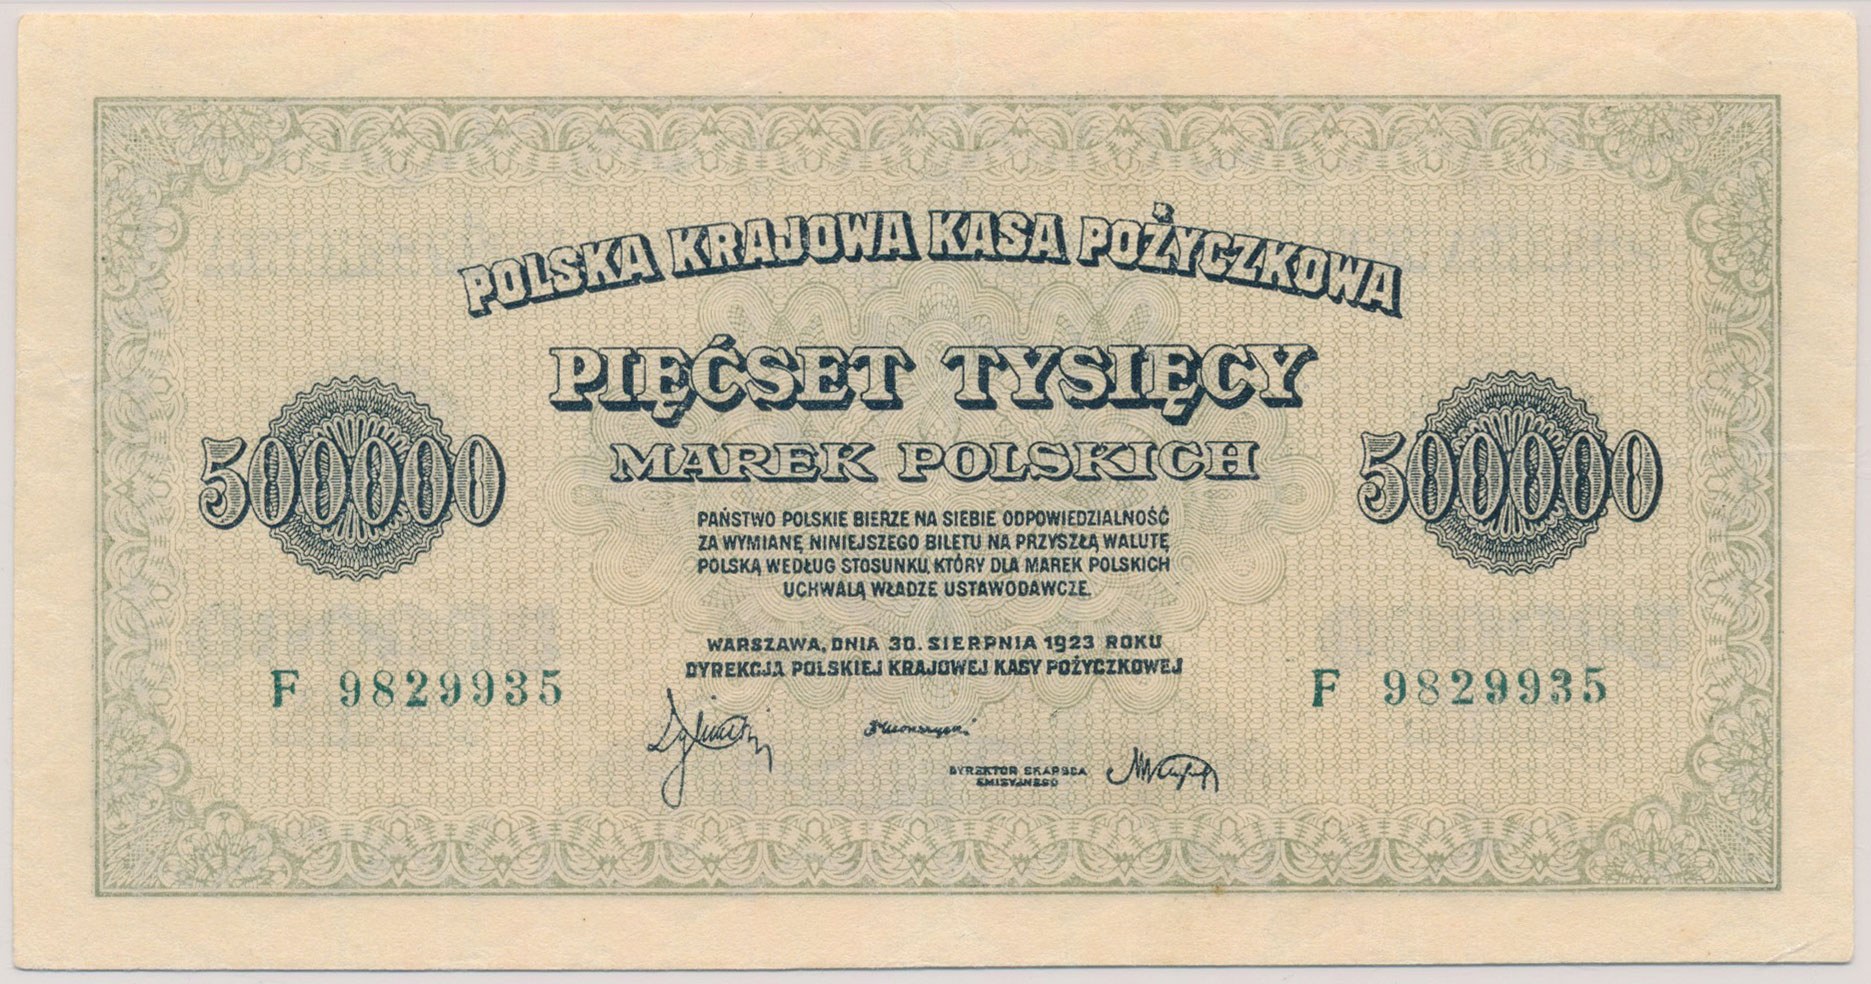 POLSKA KRAJOWA KASA POŻYCZKOWA
PIĘĆSET TYSIĘCY
MAREK POLSKICH
500000
500000
PAŃSTWO POLSKIE BIERZE NA SIEBIE ODPOWIEDZIALNOŚĆ
ZA WYMIANĘ NINIEJSZEGO BILETU NA PRZYSZŁĄ WALUTĘ
POLSKĄ WEDŁUG STOSUNKU, KTÓRY DLA MAREK POLSKICH
UCHWALĄ WŁADZE USTAWODAWCZE.
WARSZAWA, DNIA 30. SIERPNIA 1923 ROKU
DYREKCJA POLSKIEJ KRAJOWEJ KASY POŻYCZKOWEJ
F 9829935
F 9829935
DYREKTOR SKARBCA
EMISYJNEGO